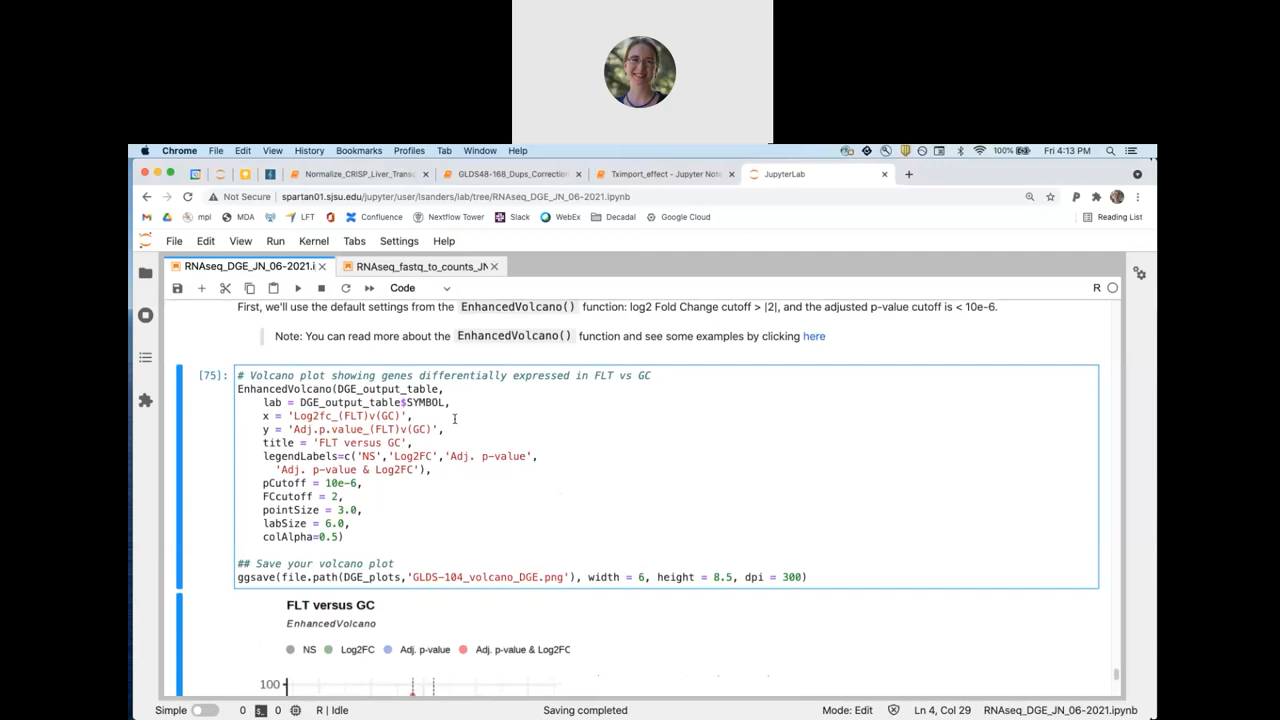 Chrome File Edit View History Bookmarks Profiles Tab Window Help 100% Fri 4:13 PM
Normalize_CRISP_Liver_Transc GLDS48-168_Dups_Correction Tximport_effect - Jupyter Note JupyterLab
Not Secure spartan01.sjsu.edu/jupyter/user/lsanders/lab/tree/RNAseq_DGE_JN_06-2021.ipynb
mpl MDA LFT Confluence Nextflow Tower Slack WebEx Decadal Google Cloud Reading List
File Edit View Run Kernel Tabs Settings Help
RNAseq_DGE_JN_06-2021.i RNAseq_fastq_to_counts_JN
Code R
First, we'll use the default settings from the EnhancedVolcano() function: log2 Fold Change cutoff > |2|, and the adjusted p-value cutoff is < 10e-6.
Note: You can read more about the EnhancedVolcano() function and see some examples by clicking here
[75]: # Volcano plot showing genes differentially expressed in FLT vs GC
EnhancedVolcano(DGE_output_table,
lab = DGE_output_table$SYMBOL,
x = 'Log2fc_(FLT)v(GC)',
y = 'Adj.p.value_(FLT)v(GC)',
title = 'FLT versus GC',
legendLabels=c('NS','Log2FC','Adj. p-value',
'Adj. p-value & Log2FC'),
pCutoff = 10e-6,
FCcutoff = 2,
pointSize = 3.0,
labSize = 6.0,
colAlpha=0.5)
## Save your volcano plot
ggsave(file.path(DGE_plots,'GLDS-104_volcano_DGE.png'), width = 6, height = 8.5, dpi = 300)
FLT versus GC
EnhancedVolcano
NS Log2FC Adj. p-value Adj. p-value & Log2FC
100
Simple 0 0 R | Idle Saving completed Mode: Edit Ln 4, Col 29 RNAseq_DGE_JN_06-2021.ipynb